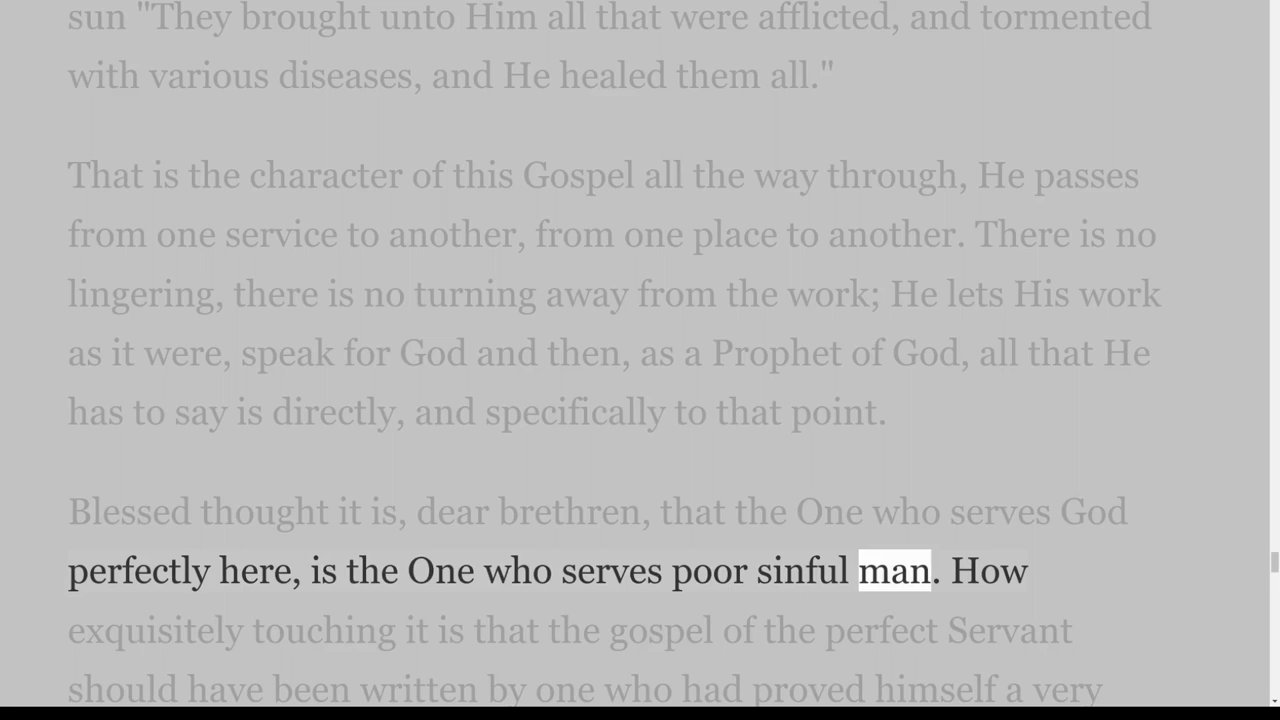 sun "They brought unto Him all that were afflicted, and tormented
with various diseases, and He healed them all."
That is the character of this Gospel all the way through, He passes
from one service to another, from one place to another. There is no
lingering, there is no turning away from the work; He lets His work
as it were, speak for God and then, as a Prophet of God, all that He
has to say is directly, and specifically to that point.
Blessed thought it is, dear brethren, that the One who serves God
perfectly here, is the One who serves poor sinful man. How
exquisitely touching it is that the gospel of the perfect Servant
should have been written by one who had proved himself a very